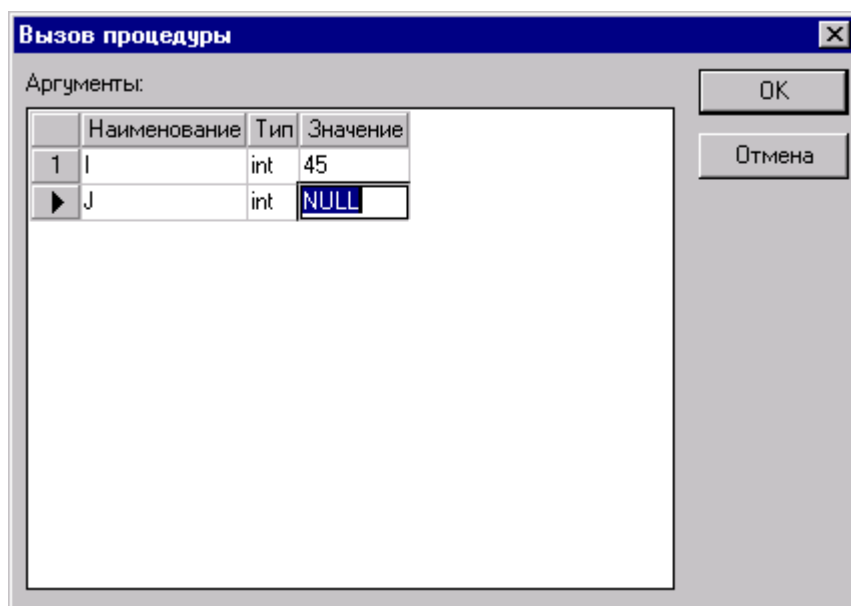 Вызов процедуры
Аргументы:
OK
Отмена
Наименование Тип Значение
1 I int 45
J int NULL